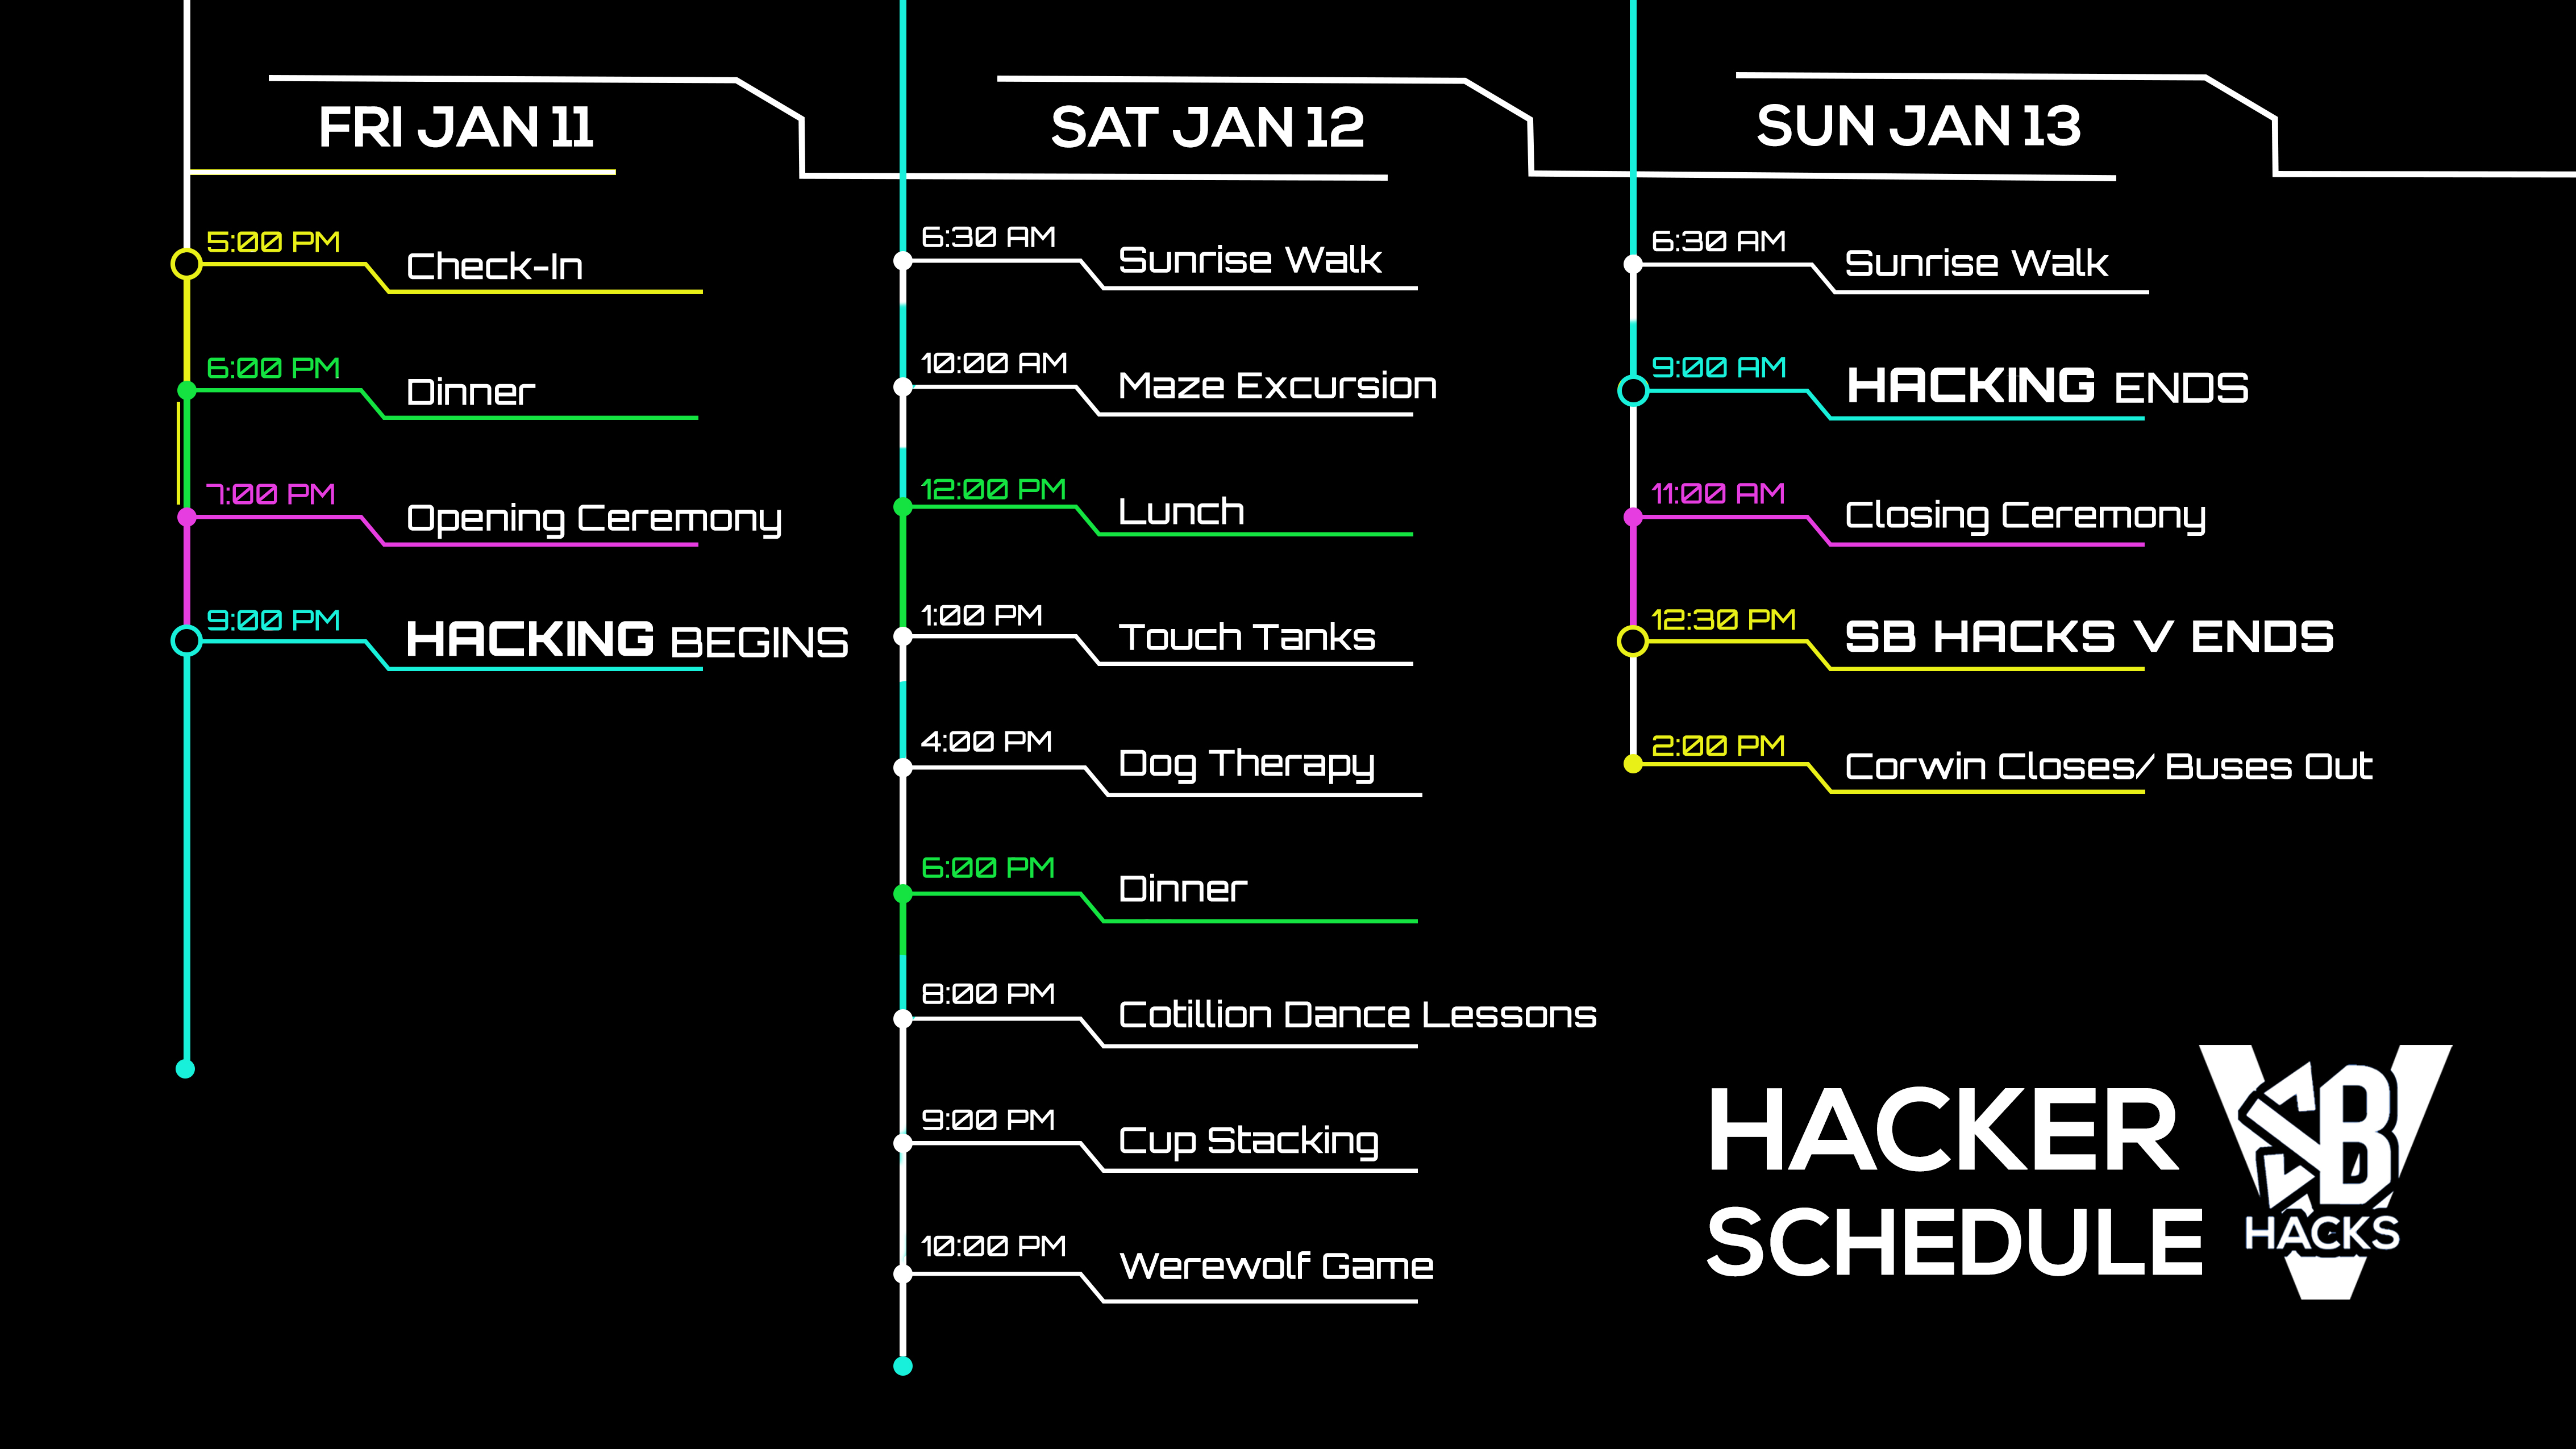 FRI JAN 11
5:00 PM
Check-In
6:00 PM
Dinner
7:00 PM
Opening Ceremony
9:00 PM
HACKING BEGINS
SAT JAN 12
6:30 AM
Sunrise Walk
10:00 AM
Maze Excursion
12:00 PM
Lunch
1:00 PM
Touch Tanks
4:00 PM
Dog Therapy
6:00 PM
Dinner
8:00 PM
Cotillion Dance Lessons
9:00 PM
Cup Stacking
10:00 PM
Werewolf Game
SUN JAN 13
6:30 AM
Sunrise Walk
9:00 AM
HACKING ENDS
11:00 AM
Closing Ceremony
12:30 PM
SB HACKS V ENDS
2:00 PM
Corwin Closes/ Buses Out
HACKER
SCHEDULE
SB
HACKS